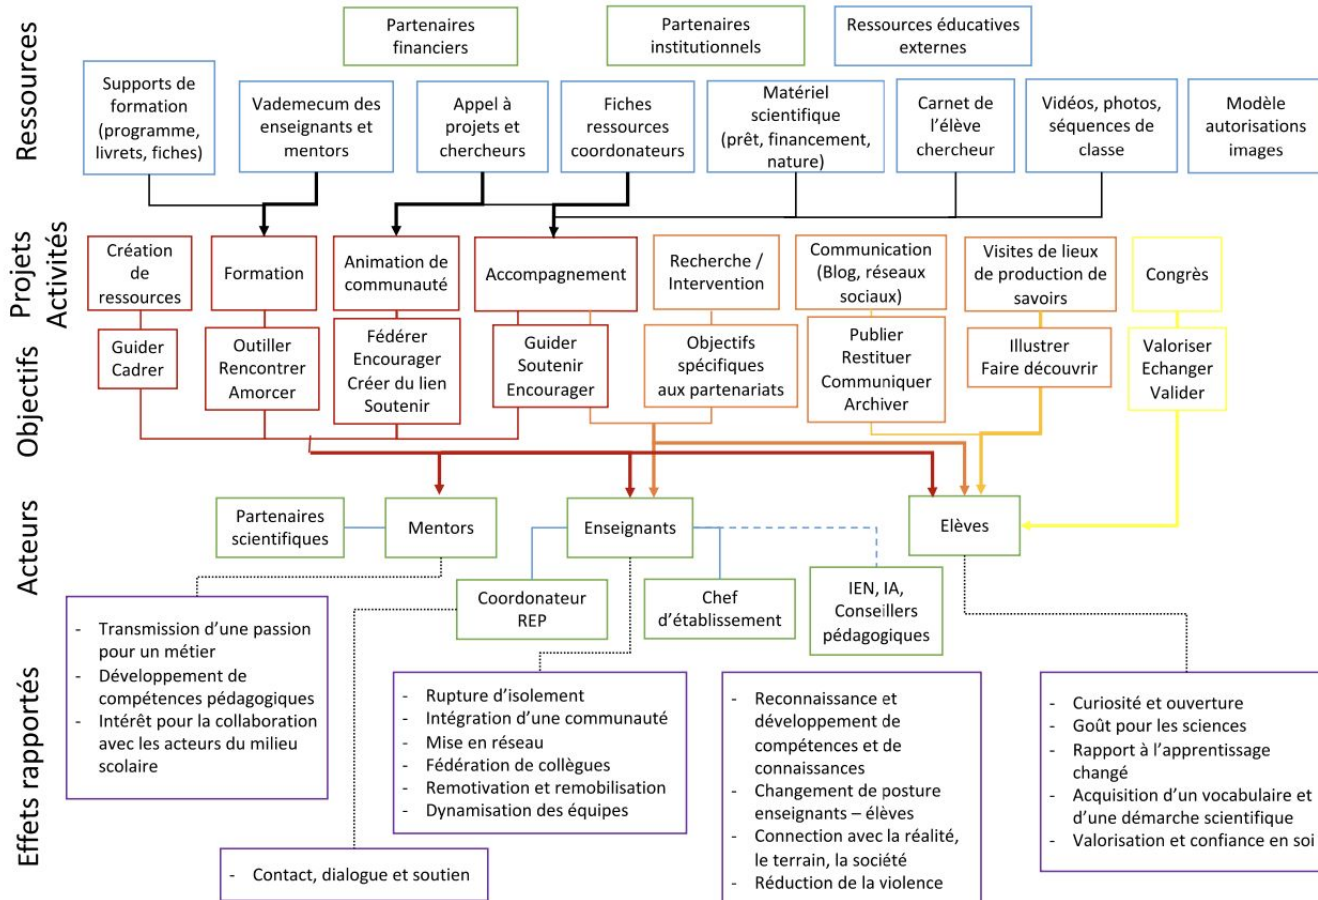 Ressources
Partenaires
financiers
Partenaires
institutionnels
Ressources éducatives
externes
Supports de
formation
(programme,
livrets, fiches)
Vademecum des
enseignants et
mentors
Appel à
projets et
chercheurs
Fiches
ressources
coordonateurs
Matériel
scientifique
(prêt, financement,
nature)
Carnet de
l'élève
chercheur
Vidéos, photos,
séquences de
classe
Modèle
autorisations
images
Projets
Activités
Création
de
ressources
Formation
Animation de
communauté
Accompagnement
Recherche /
Intervention
Communication
(Blog, réseaux
sociaux)
Visites de lieux
de production de
savoirs
Congrès
Objectifs
Guider
Cadrer
Outiller
Rencontrer
Amorcer
Fédérer
Encourager
Créer du lien
Soutenir
Guider
Soutenir
Encourager
Objectifs
spécifiques
aux partenariats
Publier
Restituer
Communiquer
Archiver
Illustrer
Faire découvrir
Valoriser
Echanger
Valider
Acteurs
Partenaires
scientifiques
Mentors
Enseignants
Elèves
Coordonateur
REP
Chef
d'établissement
IEN, IA,
Conseillers
pédagogiques
Effets rapportés
- Transmission d'une passion
pour un métier
- Développement de
compétences pédagogiques
- Intérêt pour la collaboration
avec les acteurs du milieu
scolaire
- Contact, dialogue et soutien
- Rupture d'isolement
- Intégration d'une communauté
- Mise en réseau
- Fédération de collègues
- Remotivation et remobilisation
- Dynamisation des équipes
- Reconnaissance et
développement de
compétences et de
connaissances
- Changement de posture
enseignants – élèves
- Connection avec la réalité,
le terrain, la société
- Réduction de la violence
- Curiosité et ouverture
- Goût pour les sciences
- Rapport à l'apprentissage
changé
- Acquisition d'un vocabulaire et
d'une démarche scientifique
- Valorisation et confiance en soi